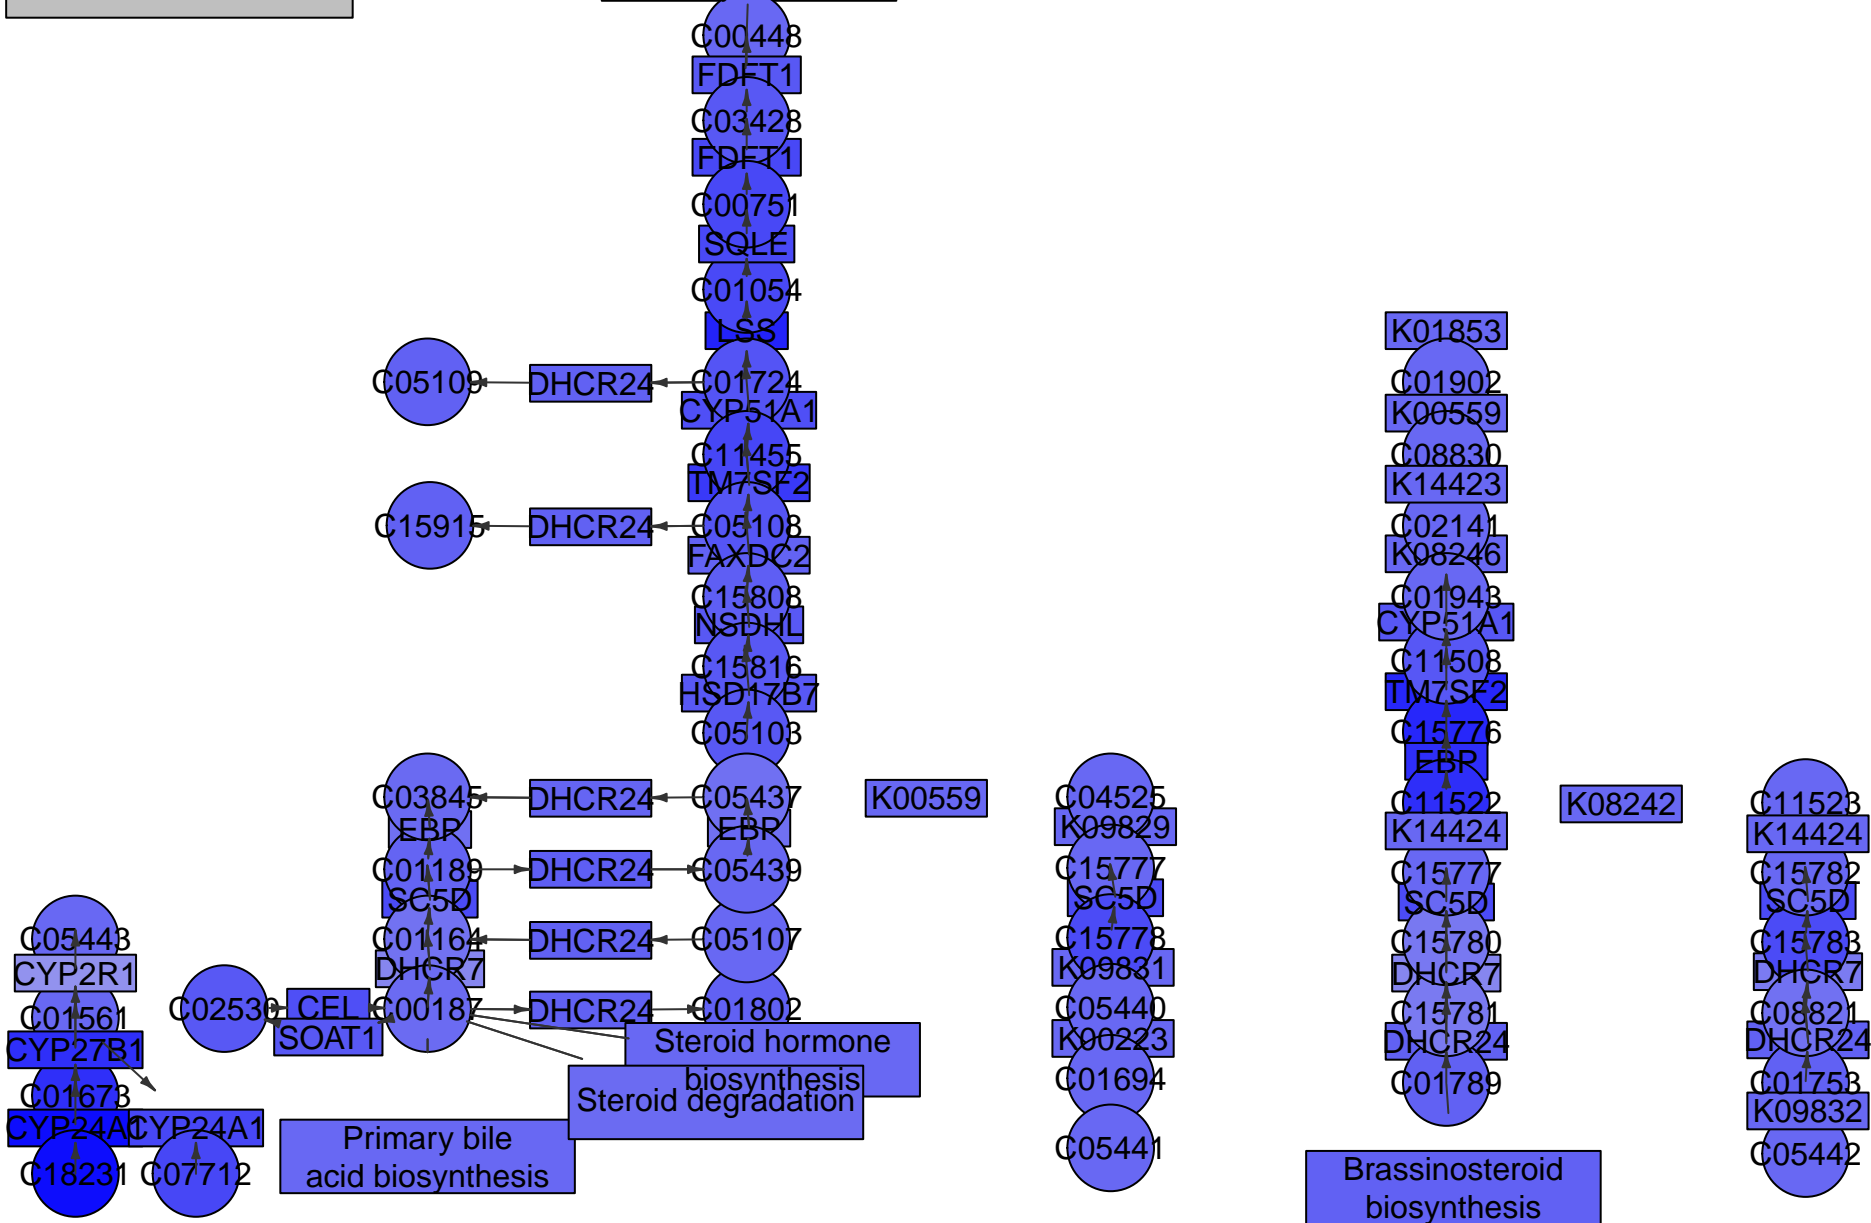 C00448
FDFT1
C03428
FDFT1
C00751
SQLE
C01054
LSS
C05109
DHCR24
C01724
CYP51A1
C11455
TM7SF2
C15915
DHCR24
C05108
FAXDC2
C15808
NSDHL
C15816
HSD17B7
C05103
C03845
DHCR24
C05437
K00559
EBP
EBP
C01189
DHCR24
C05439
SC5D
C01164
DHCR24
C05107
DHCR7
C02530
CEL
SOAT1
C00187
DHCR24
C01802
Steroid hormone
biosynthesis
Steroid degradation
Primary bile
acid biosynthesis
C05443
CYP2R1
C01561
CYP27B1
C01673
CYP24A1
CYP24A1
C18231
C07712
C04525
K09829
C15777
SC5D
C15778
K09831
C05440
K00223
C01694
C05441
K01853
C01902
K00559
C08830
K14423
C02141
K08246
C01943
CYP51A1
C11508
TM7SF2
C15776
EBP
C11522
K14424
C15777
SC5D
C15780
DHCR7
C15781
DHCR24
C01789
Brassinosteroid
biosynthesis
K08242
C11523
K14424
C15782
SC5D
C15783
DHCR7
C08821
DHCR24
C01753
K09832
C05442